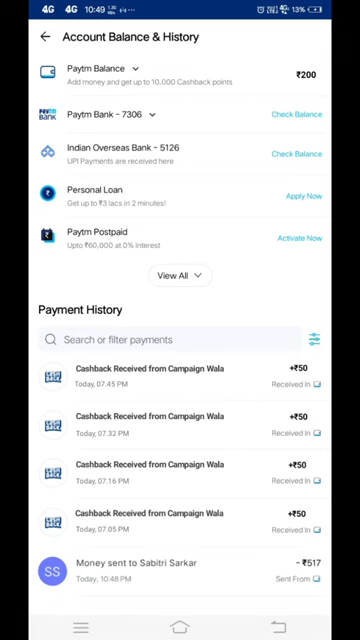 4G 4G 10:49 1.30 KB/s ... 4G 13%
Account Balance & History
Paytm Balance
Add money and get up to 10,000 Cashback points
₹200
Paytm Bank - 7306
Check Balance
Indian Overseas Bank - 5126
UPI Payments are received here
Check Balance
Personal Loan
Get up to ₹3 lacs in 2 minutes!
Apply Now
Paytm Postpaid
Upto ₹60,000 at 0% interest
Activate Now
View All
Payment History
Search or filter payments
Cashback Received from Campaign Wala
+₹50
Today, 07.45 PM
Received In
Cashback Received from Campaign Wala
+₹50
Today, 07.32 PM
Received In
Cashback Received from Campaign Wala
+₹50
Today, 07.16 PM
Received In
Cashback Received from Campaign Wala
+₹50
Today, 07.05 PM
Received In
SS
Money sent to Sabitri Sarkar
- ₹517
Today, 10:48 PM
Sent From